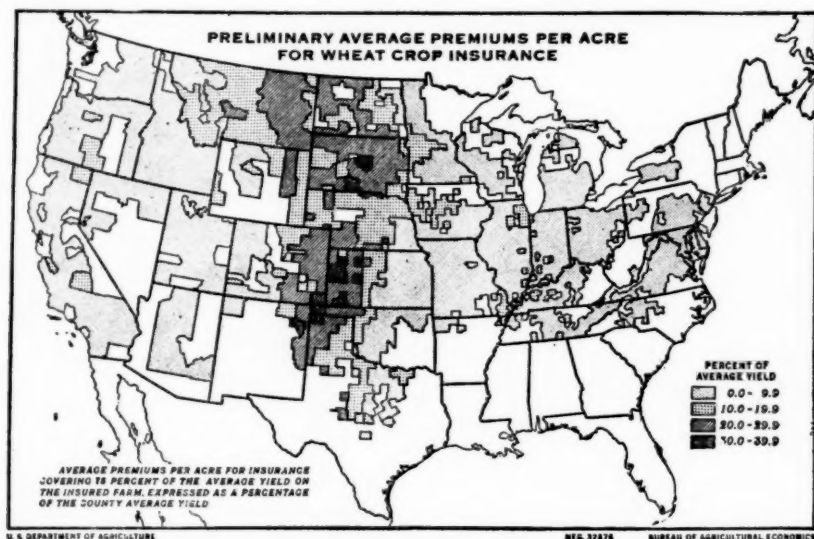 PRELIMINARY AVERAGE PREMIUMS PER ACRE
FOR WHEAT CROP INSURANCE
PERCENT OF
AVERAGE YIELD
0.0 - 9.9
10.0 - 19.9
20.0 - 29.9
30.0 - 39.9
AVERAGE PREMIUMS PER ACRE FOR INSURANCE
COVERING 75 PERCENT OF THE AVERAGE YIELD ON
THE INSURED FARM, EXPRESSED AS A PERCENTAGE
OF THE COUNTY AVERAGE YIELD
U. S. DEPARTMENT OF AGRICULTURE
NEG. 32876
BUREAU OF AGRICULTURAL ECONOMICS